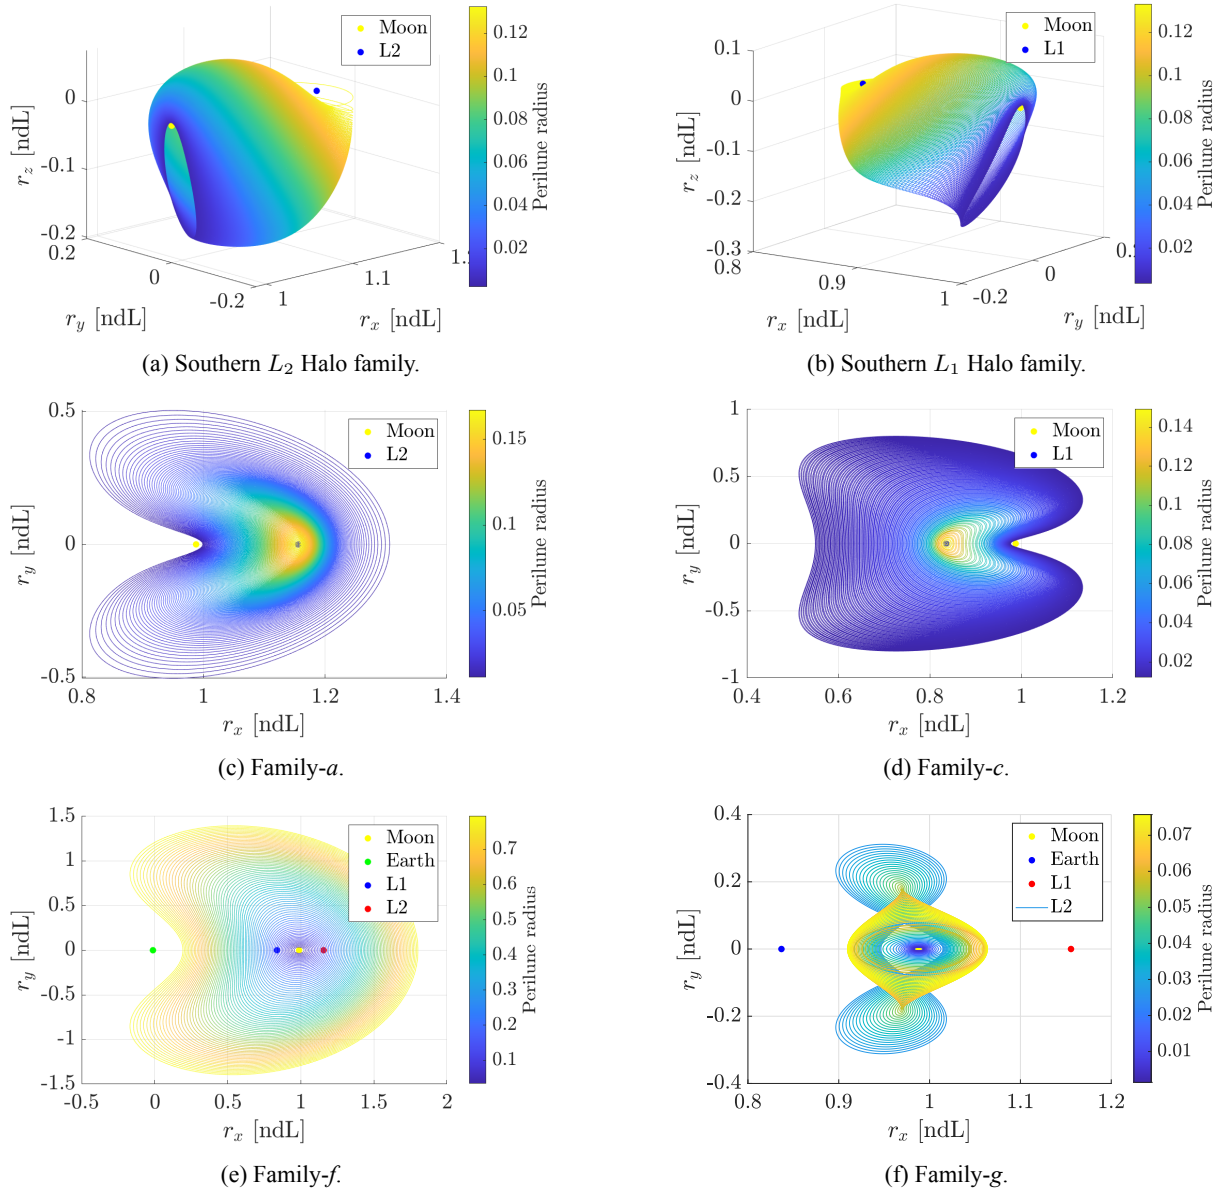 Moon
L2
0
-0.1
-0.2
0.2
0
-0.2
1
1.1
r_z [ndL]
r_y [ndL]
r_x [ndL]
0.12
0.1
0.08
0.06
0.04
0.02
Perilune radius
(a) Southern L_2 Halo family.
Moon
L1
0.1
0
-0.1
-0.2
-0.3
0.8
0.9
1
-0.2
0
r_z [ndL]
r_x [ndL]
r_y [ndL]
0.12
0.1
0.08
0.06
0.04
0.02
Perilune radius
(b) Southern L_1 Halo family.
Moon
L2
0.5
0
-0.5
0.8
1
1.2
1.4
r_y [ndL]
r_x [ndL]
0.15
0.1
0.05
Perilune radius
(c) Family-a.
Moon
L1
1
0.5
0
-0.5
-1
0.4
0.6
0.8
1
1.2
r_y [ndL]
r_x [ndL]
0.14
0.12
0.1
0.08
0.06
0.04
0.02
Perilune radius
(d) Family-c.
Moon
Earth
L1
L2
1.5
1
0.5
0
-0.5
-1
-1.5
-0.5
0
0.5
1
1.5
2
r_y [ndL]
r_x [ndL]
0.7
0.6
0.5
0.4
0.3
0.2
0.1
Perilune radius
(e) Family-f.
Moon
Earth
L1
L2
0.4
0.2
0
-0.2
-0.4
0.8
0.9
1
1.1
1.2
r_y [ndL]
r_x [ndL]
0.07
0.06
0.05
0.04
0.03
0.02
0.01
Perilune radius
(f) Family-g.